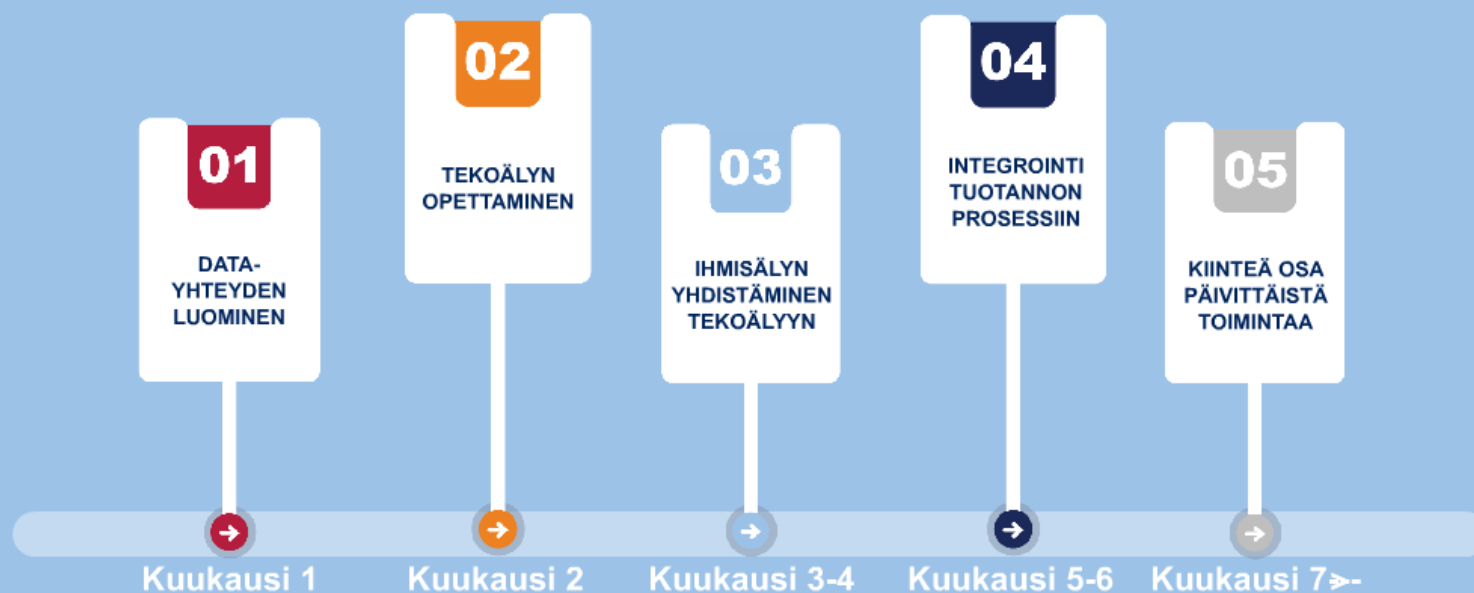 01
DATA-
YHTEYDEN
LUOMINEN
Kuukausi 1
02
TEKOÄLYN
OPETTAMINEN
Kuukausi 2
03
IHMISÄLYN
YHDISTÄMINEN
TEKOÄLYYN
Kuukausi 3-4
04
INTEGROINTI
TUOTANNON
PROSESSIIN
Kuukausi 5-6
05
KIINTEÄ OSA
PÄIVITTÄISTÄ
TOIMINTAA
Kuukausi 7➢-